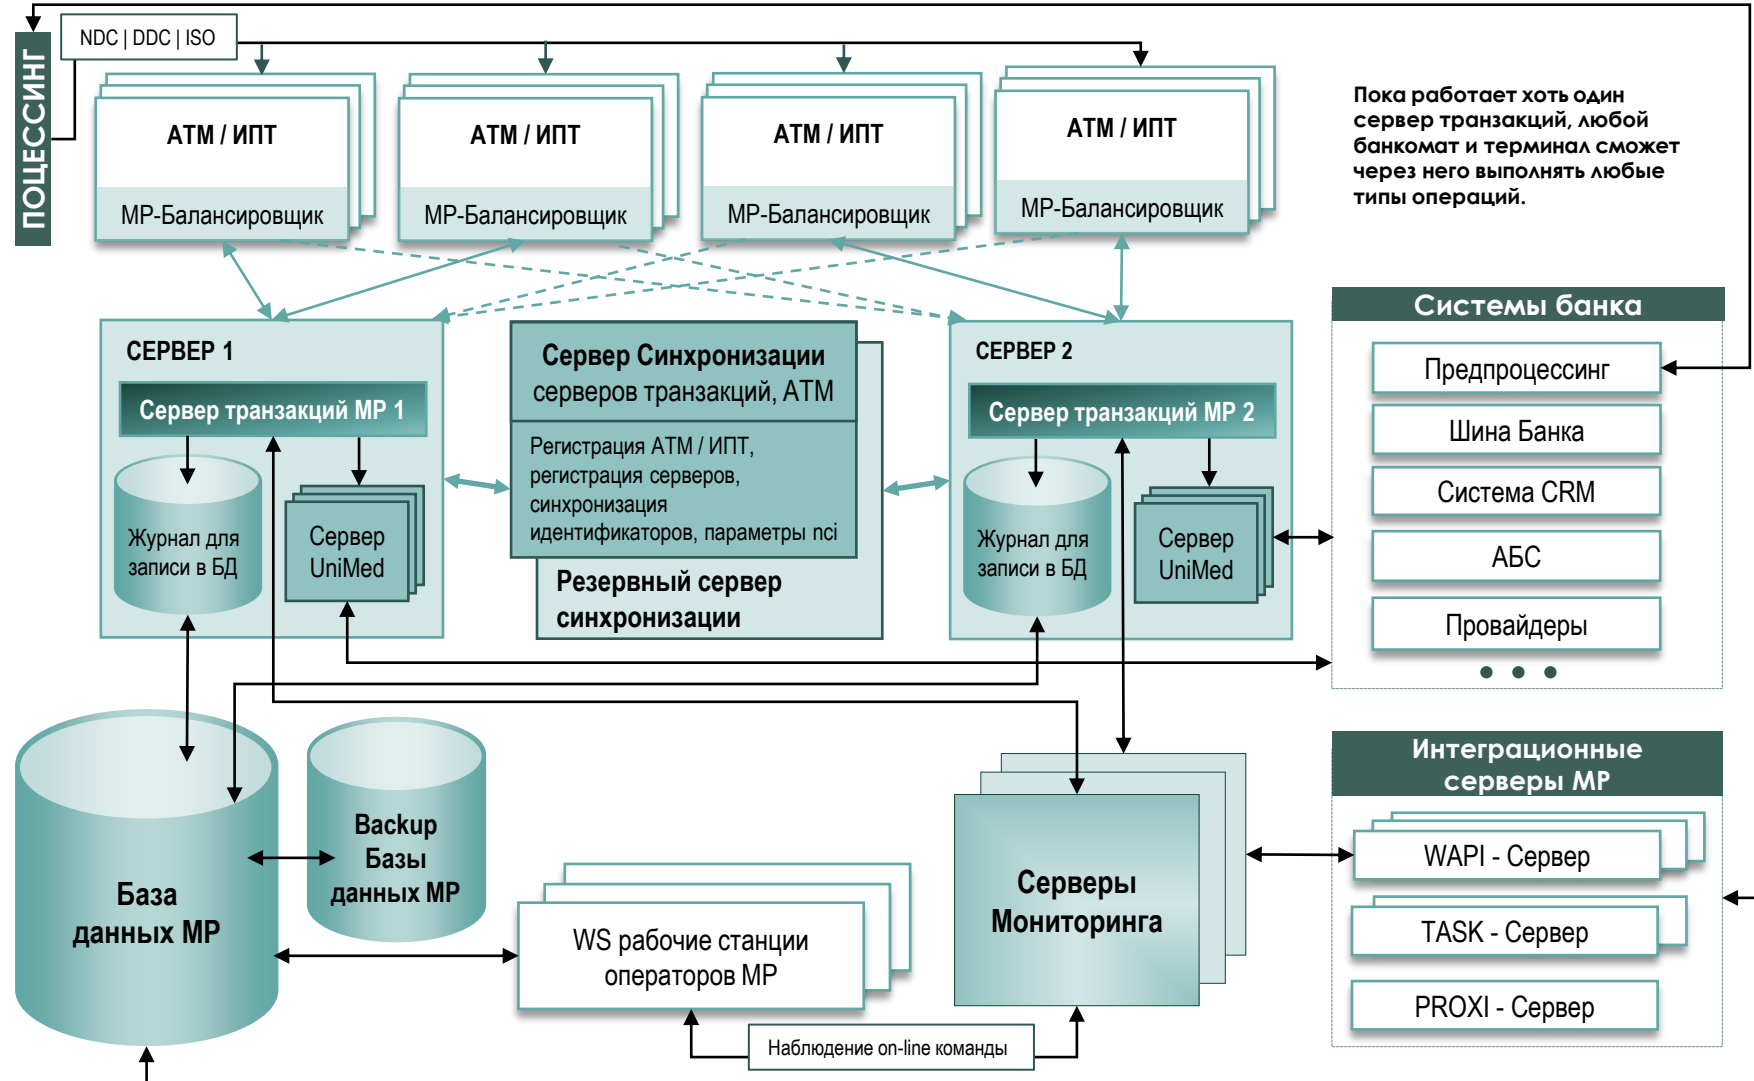 ПОЦЕССИНГ
NDC | DDC | ISO
АТМ / ИПТ
МР-Балансировщик
АТМ / ИПТ
МР-Балансировщик
АТМ / ИПТ
МР-Балансировщик
АТМ / ИПТ
МР-Балансировщик
Пока работает хоть один
сервер транзакций, любой
банкомат и терминал сможет
через него выполнять любые
типы операций.
СЕРВЕР 1
Сервер транзакций МР 1
Журнал для
записи в БД
Сервер
UniMed
Сервер Синхронизации
серверов транзакций, АТМ
Регистрация АТМ / ИПТ,
регистрация серверов,
синхронизация
идентификаторов, параметры nci
Резервный сервер
синхронизации
СЕРВЕР 2
Сервер транзакций МР 2
Журнал для
записи в БД
Сервер
UniMed
Системы банка
Предпроцессинг
Шина Банка
Система CRM
АБС
Провайдеры
База
данных МР
Backup
Базы
данных МР
WS рабочие станции
операторов МР
Серверы
Мониторинга
Наблюдение on-line команды
Интеграционные
серверы МР
WAPI - Сервер
TASK - Сервер
PROXI - Сервер